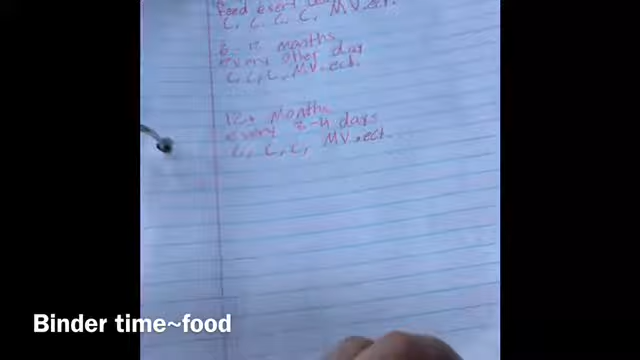 feed
C, C, C, C, MV.ect.
6-12 months
every other day
C, C, C, MV.ect.
12+ Months
every 3-4 days
C, C, C, MV.ect.
Binder time~food